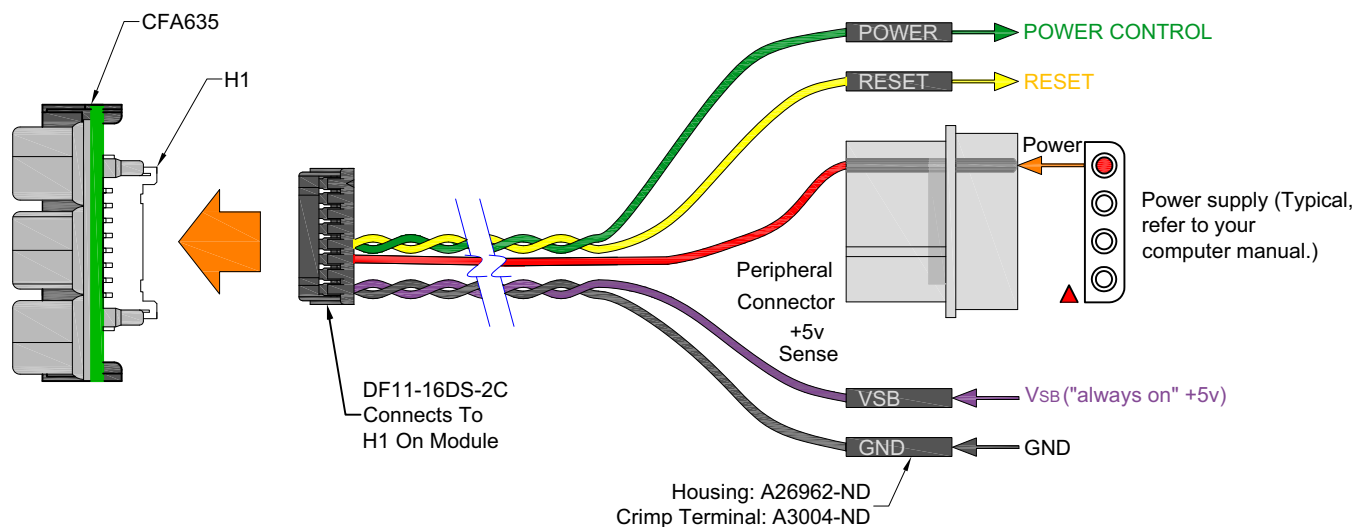 CFA635
H1
POWER
POWER CONTROL
RESET
RESET
Power
Power supply (Typical,
refer to your
computer manual.)
Peripheral
Connector
+5v
Sense
DF11-16DS-2C
Connects To
H1 On Module
VSB
VSB ("always on" +5v)
GND
GND
Housing: A26962-ND
Crimp Terminal: A3004-ND